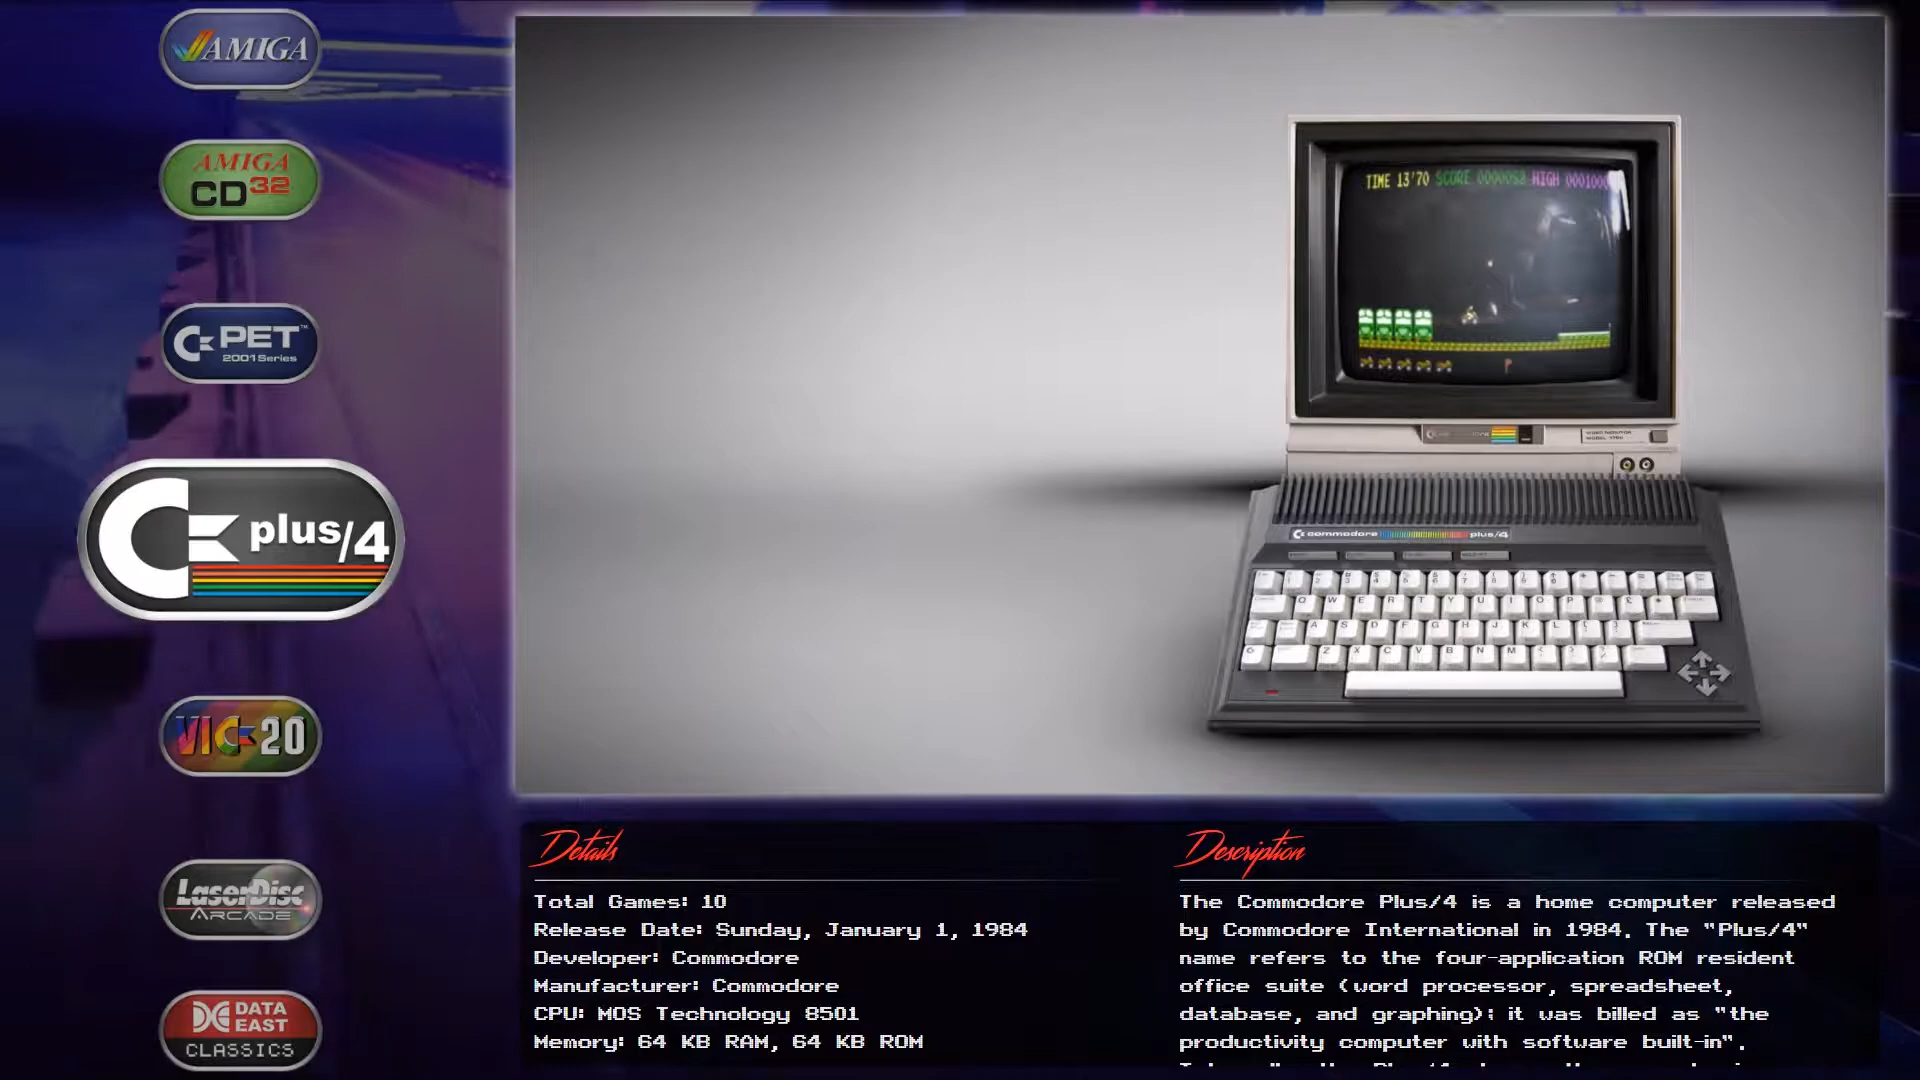 AMIGA
AMIGA
CD32
PET™
2001 Series
plus/4
VIC 20
LaserDisc
ARCADE
DATA
EAST
CLASSICS
TIME 13'70 SCORE 0000050 HIGH 000100
commodore plus/4
Q W E R T Y U I O P
A S D F G H J K L
Z X C V B N M
Details
Total Games: 10
Release Date: Sunday, January 1, 1984
Developer: Commodore
Manufacturer: Commodore
CPU: MOS Technology 8501
Memory: 64 KB RAM, 64 KB ROM
Description
The Commodore Plus/4 is a home computer released
by Commodore International in 1984. The "Plus/4"
name refers to the four-application ROM resident
office suite (word processor, spreadsheet,
database, and graphing); it was billed as "the
productivity computer with software built-in".